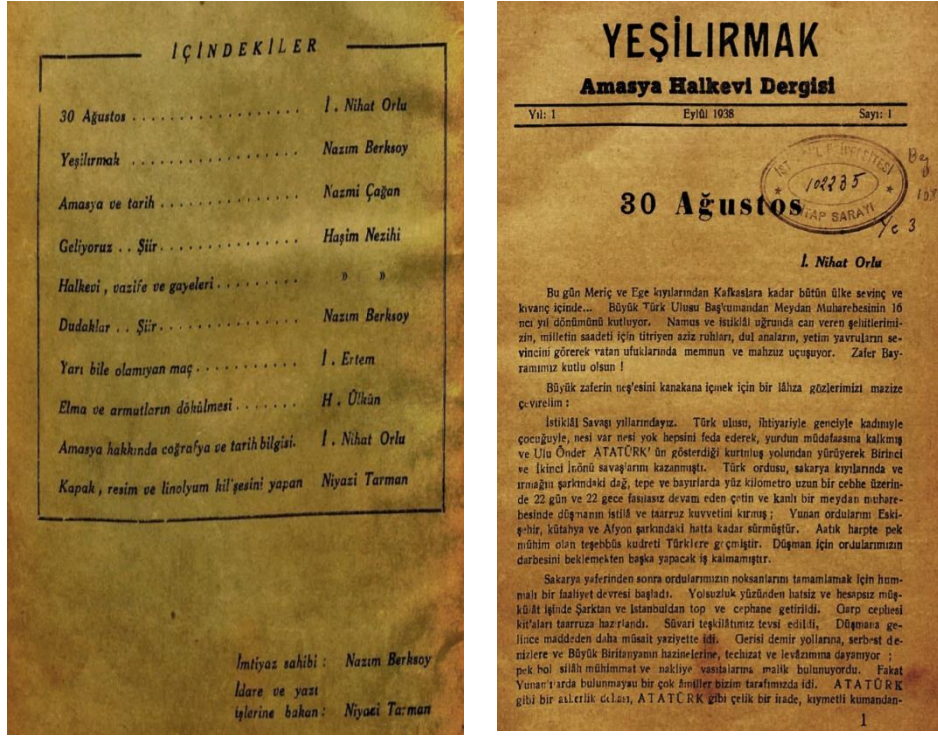 İÇİNDEKİLER
30 Ağustos . . . . . . . . . . . . . . . . İ. Nihat Orlu
Yeşilırmak . . . . . . . . . . . . . . . . Nazım Berksoy
Amasya ve tarih . . . . . . . . . . . . . Nazmi Çağan
Geliyoruz . . Şiir . . . . . . . . . . . . . Haşim Nezihi
Halkevi, vazife ve gayeleri . . . . . . . . . » »
Dudaklar . . Şiir . . . . . . . . . . . . . Nazım Berksoy
Yarı bile olamıyan maç . . . . . . . . . . . İ. Ertem
Elma ve armutların dökülmesi . . . . . . . H. Ülkün
Amasya hakkında coğrafya ve tarih bilgisi. İ. Nihat Orlu
Kapak, resim ve linolyum kil'şesini yapan Niyazi Tarman
İmtiyaz sahibi : Nazım Berksoy
İdare ve yazı
işlerine bakan : Niyazi Tarman
YEŞİLIRMAK
Amasya Halkevi Dergisi
Yıl: 1 Eylûl 1938 Sayı: 1
102235
KİTAP SARAYI
30 Ağustos
İ. Nihat Orlu
Bu gün Meriç ve Ege kıyılarından Kafkaslara kadar bütün ülke sevinç ve
kıvanç içinde... Büyük Türk Ulusu Başkumandan Meydan Muharebesinin 16
ncı yıl dönümünü kutluyor. Namus ve istiklâl uğrunda can veren şehitlerimi-
zin, milletin saadeti için titriyen aziz ruhları, dul anaların, yetim yavruların se-
vincini görerek vatan ufuklarında memnun ve mahzuz uçuşuyor. Zafer Bay-
ramımız kutlu olsun !
Büyük zaferin neş'esini kanakana içmek için bir lâhza gözlerimizi mazize
çevirelim :
İstiklâl Savaşı yıllarındayız. Türk ulusu, ihtiyariyle genciyle kadınıyle
çocuğuyle, nesi var nesi yok hepsini feda ederek, yurdun müdafaasına kalkmış
ve Ulu Önder ATATÜRK' ün gösterdiği kurtuluş yolundan yürüyerek Birinci
ve İkinci İnönü savaşlarını kazanmıştı. Türk ordusu, sakarya kıyılarında ve
ırmağın şarkındaki dağ, tepe ve bayırlarda yüz kilometro uzun bir cebhe üzerin-
de 22 gün ve 22 gece fasılasız devam eden çetin ve kanlı bir meydan muhare-
besinde düşmanın istilâ ve taarruz kuvvetini kırmış ; Yunan ordularını Eski-
şehir, kütahya ve Afyon şarkındaki hatta kadar sürmüştür. Aatık harpte pek
mühim olan teşebbüs kudreti Türklere geçmiştir. Düşman için ordularımızın
darbesini beklemekten başka yapacak iş kalmamıştır.
Sakarya yaferinden sonra ordularımızın noksanlarını tamamlamak için hum-
malı bir faaliyet devresi başladı. Yolsuzluk yüzünden hatsiz ve hesapsız müş-
külât işinde Şarktan ve İstanbuldan top ve cephane getirildi. Garp cephesi
kıt'aları taarruza hazırlandı. Süvari teşkilâtımız tevsi edildi, Düşmana ge-
lince maddeden daha müsait yaziyette idi. Gerisi demir yollarına, serbest de-
nizlere ve Büyük Biritanyanın hazinelerine, techizat ve levâzımına dayanıyor ;
pek bol silâh mühimmat ve nakliye vasıtalarına malik bulunuyordu. Fakat
Yunan'larda bulunmayan bir çok âmiller bizim tarafımızda idi. ATATÜRK
gibi bir askerlik dehası, ATATÜRK gibi çelik bir irade, kıymetli kumandan-
1